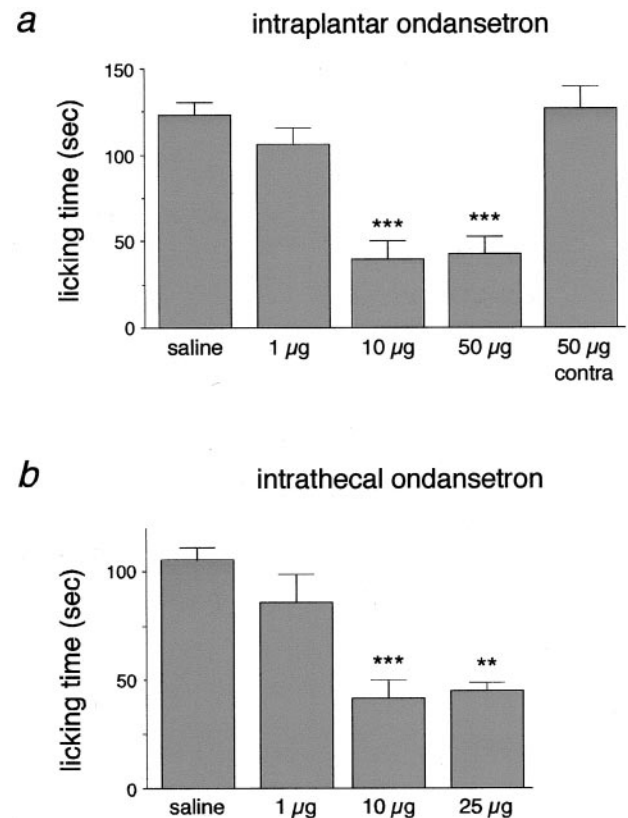 a intraplantar ondansetron
150
100
50
0
licking time (sec)
*** ***
saline 1 µg 10 µg 50 µg 50 µg
contra
b intrathecal ondansetron
100
50
0
licking time (sec)
*** **
saline 1 µg 10 µg 25 µg